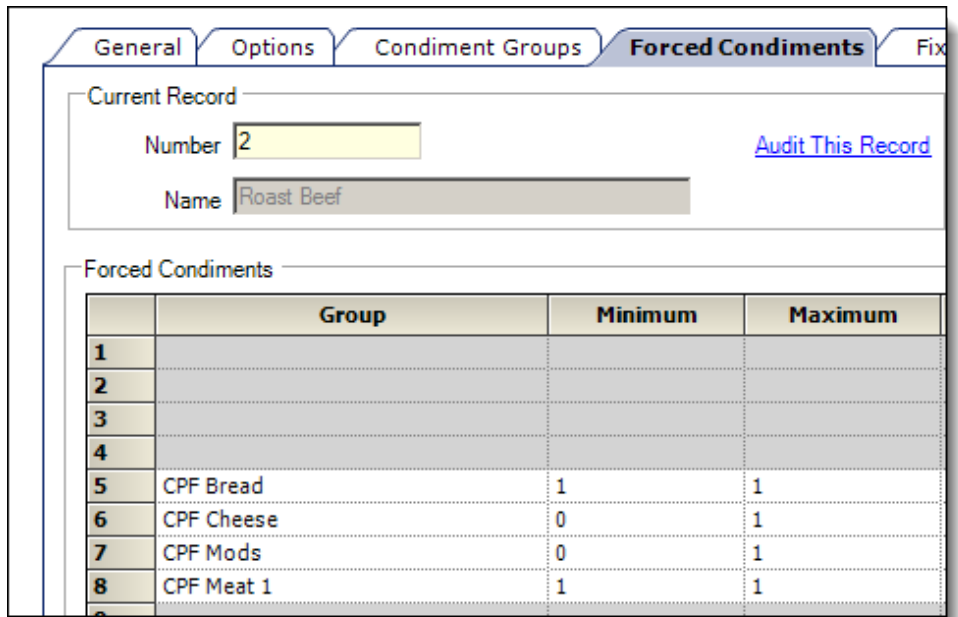 General Options Condiment Groups Forced Condiments Fix
Current Record
Number 2 Audit This Record
Name Roast Beef
Forced Condiments
Group Minimum Maximum
1
2
3
4
5 CPF Bread 1 1
6 CPF Cheese 0 1
7 CPF Mods 0 1
8 CPF Meat 1 1 1